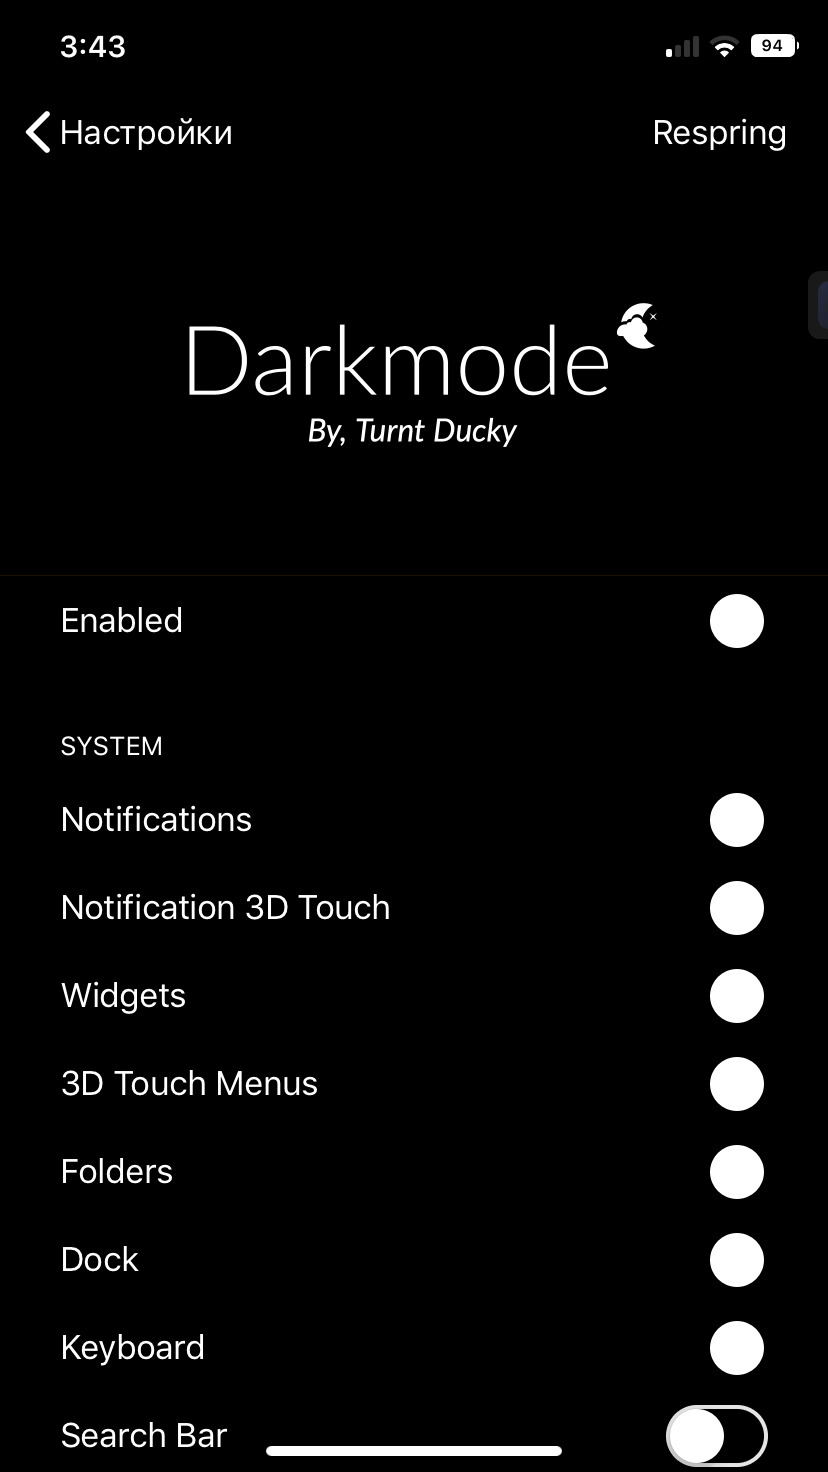 3:43
94
Настройки
Respring
Darkmode
By, Turnt Ducky
Enabled
SYSTEM
Notifications
Notification 3D Touch
Widgets
3D Touch Menus
Folders
Dock
Keyboard
Search Bar